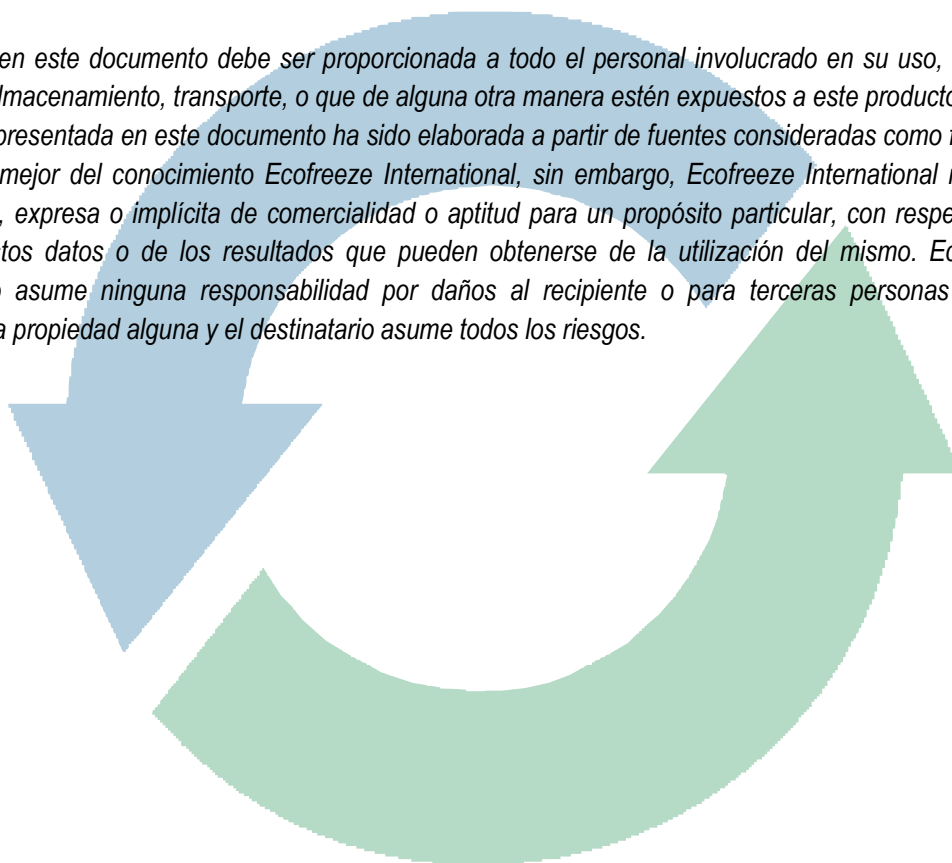 en este documento debe ser proporcionada a todo el personal involucrado en su uso,
lmacenamiento, transporte, o que de alguna otra manera estén expuestos a este producto
presentada en este documento ha sido elaborada a partir de fuentes consideradas como
mejor del conocimiento Ecofreeze International, sin embargo, Ecofreeze International
, expresa o implícita de comercialidad o aptitud para un propósito particular, con respe
stos datos o de los resultados que pueden obtenerse de la utilización del mismo. Ec
o asume ninguna responsabilidad por daños al recipiente o para terceras personas
a propiedad alguna y el destinatario asume todos los riesgos.